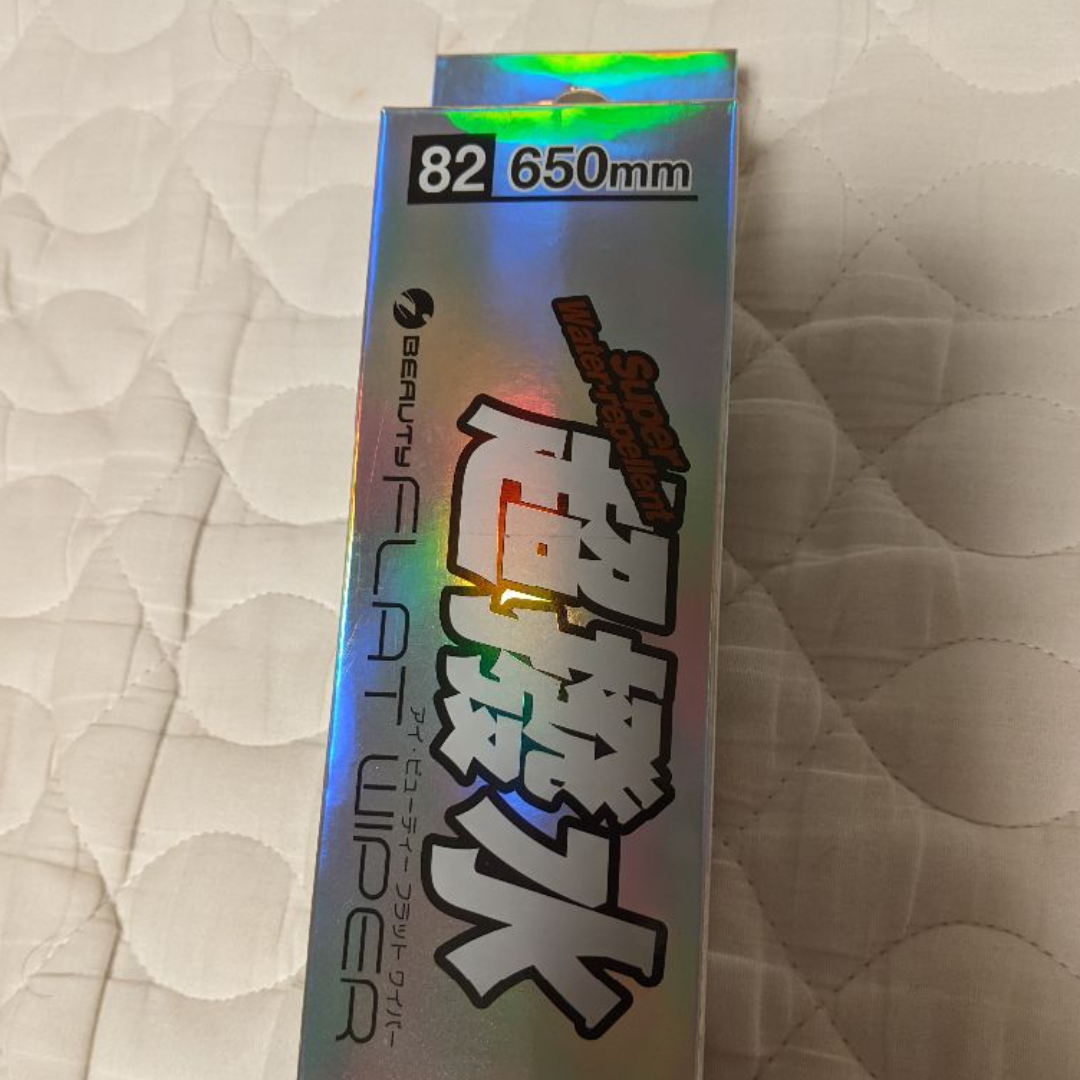 82 650mm
Super
Water-repellent
超撥水
BEAUTY FLAT WIPER
アイ・ビューティー フラット ワイパー